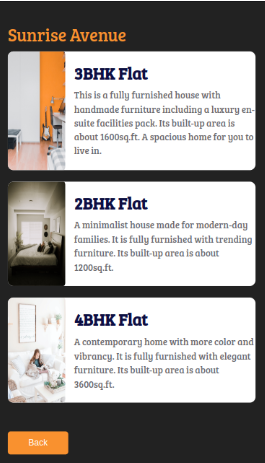 Sunrise Avenue
3BHK Flat
This is a fully furnished house with
handmade furniture including a luxury en-
suite facilities pack. Its built-up area is
about 1600sq.ft. A spacious home for you to
live in.
2BHK Flat
A minimalist house made for modern-day
families. It is fully furnished with trending
furniture. Its built-up area is about
1200sq.ft.
4BHK Flat
A contemporary home with more color and
vibrancy. It is fully furnished with elegant
furniture. Its built-up area is about
3600sq.ft.
Back